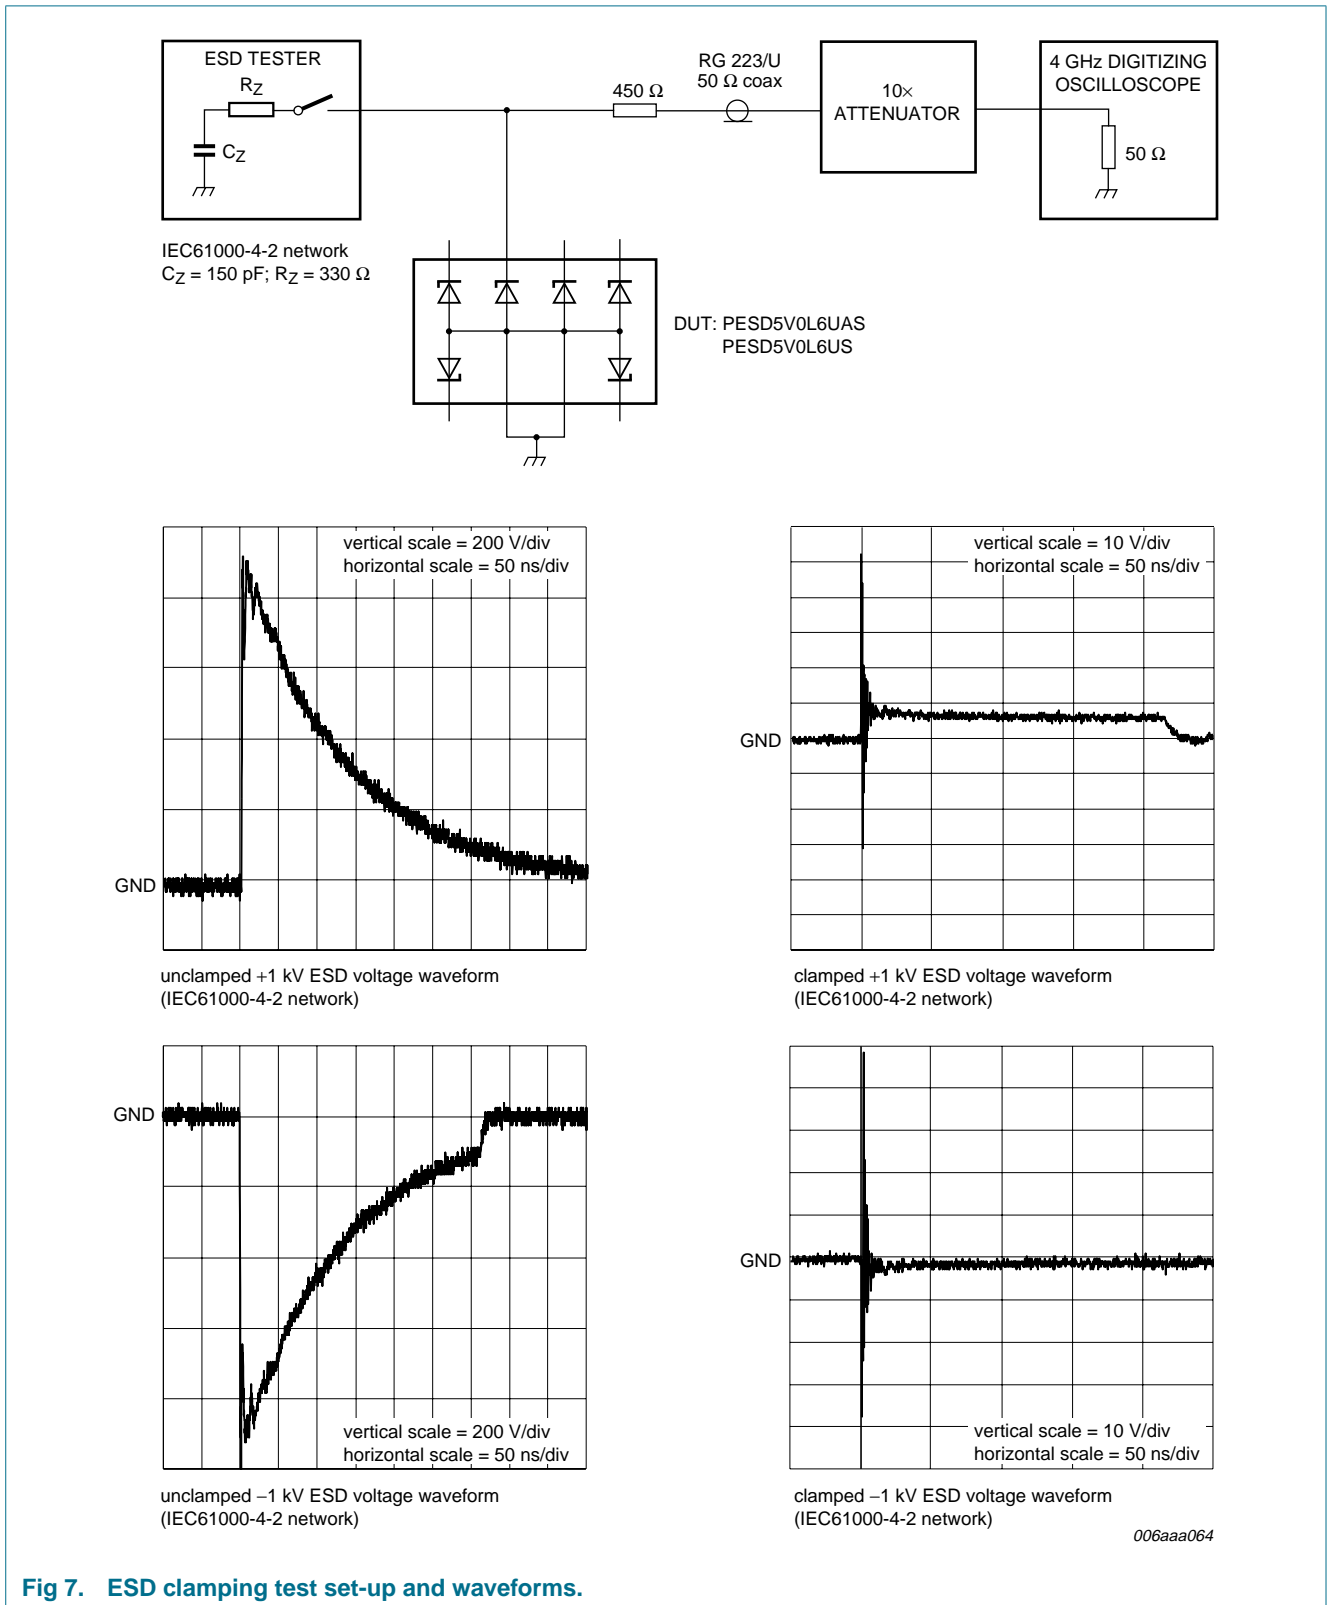 ESD TESTER
RZ
CZ
450 Ω
RG 223/U
50 Ω coax
10×
ATTENUATOR
4 GHz DIGITIZING
OSCILLOSCOPE
50 Ω
IEC61000-4-2 network
CZ = 150 pF; RZ = 330 Ω
DUT: PESD5V0L6UAS
PESD5V0L6US
vertical scale = 200 V/div
horizontal scale = 50 ns/div
GND
unclamped +1 kV ESD voltage waveform
(IEC61000-4-2 network)
vertical scale = 10 V/div
horizontal scale = 50 ns/div
GND
clamped +1 kV ESD voltage waveform
(IEC61000-4-2 network)
GND
vertical scale = 200 V/div
horizontal scale = 50 ns/div
unclamped −1 kV ESD voltage waveform
(IEC61000-4-2 network)
GND
vertical scale = 10 V/div
horizontal scale = 50 ns/div
clamped −1 kV ESD voltage waveform
(IEC61000-4-2 network)
006aaa064
Fig 7. ESD clamping test set-up and waveforms.